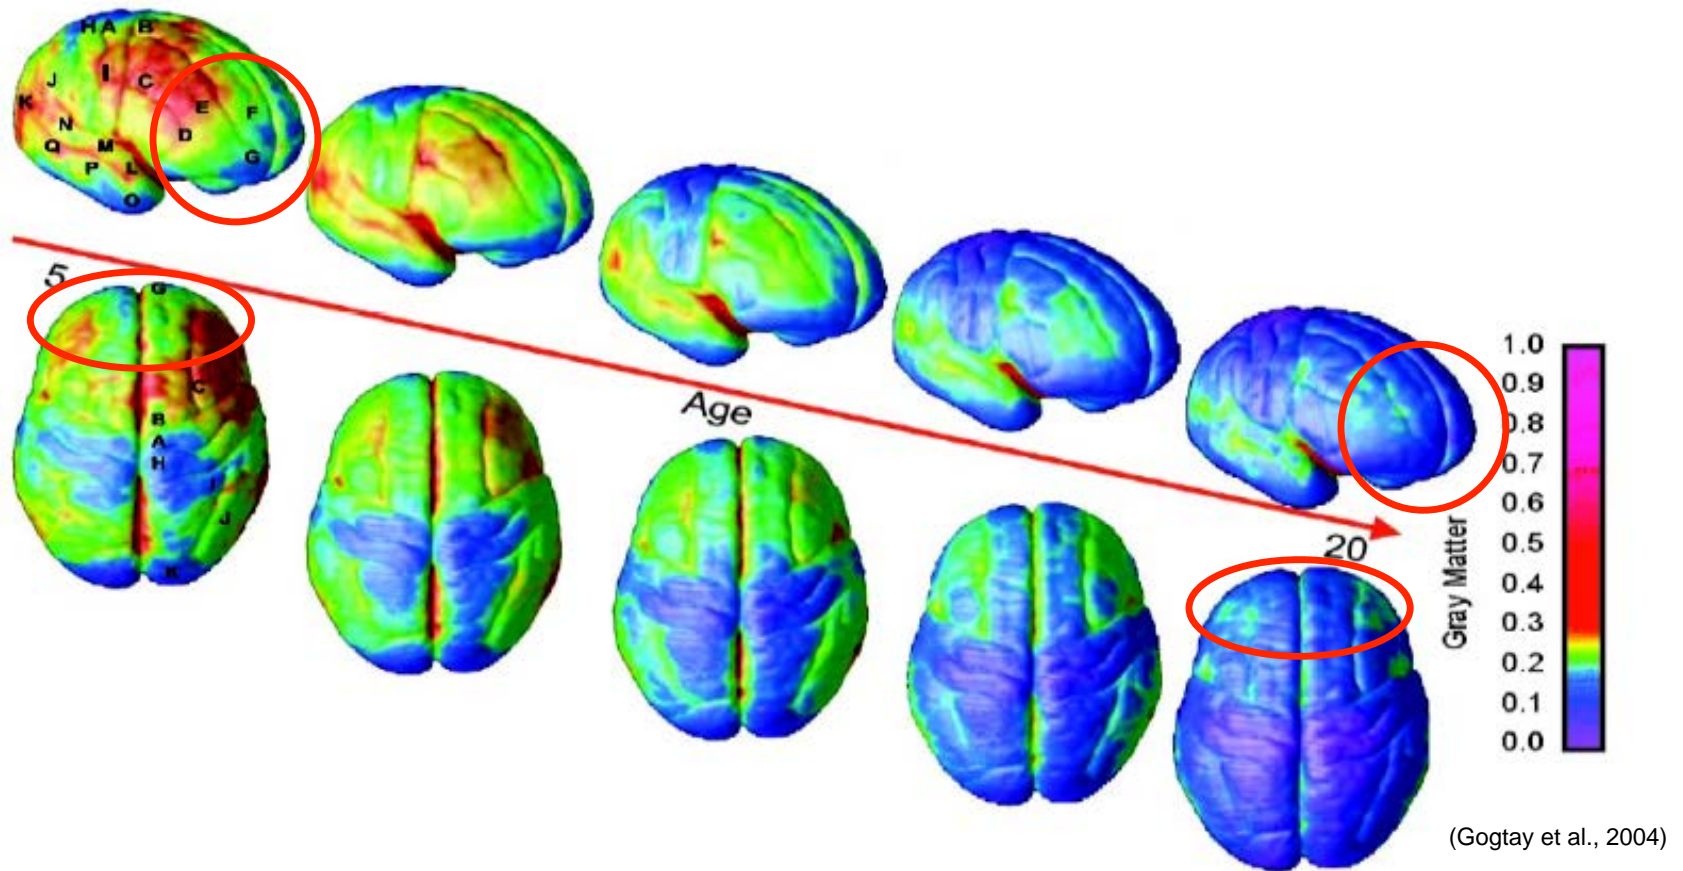 H A B
I
J C
K E F
N D
Q M G
P L
O
5
G
C
B
A
H
I
J
K
Age
20
Gray Matter
1.0
0.9
0.8
0.7
0.6
0.5
0.4
0.3
0.2
0.1
0.0
(Gogtay et al., 2004)